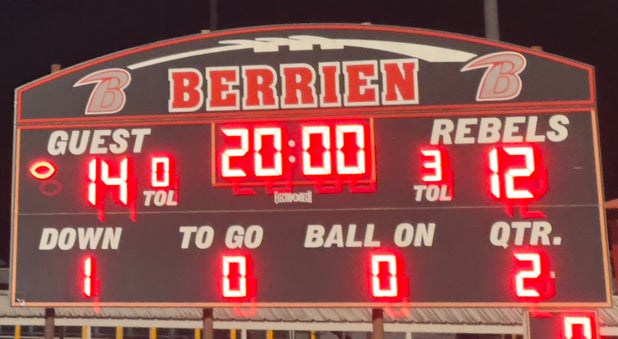 B BERRIEN B
GUEST 20:00 REBELS
14 0 TOL 3 TOL 12
DOWN TO GO BALL ON QTR.
1 0 0 2
0